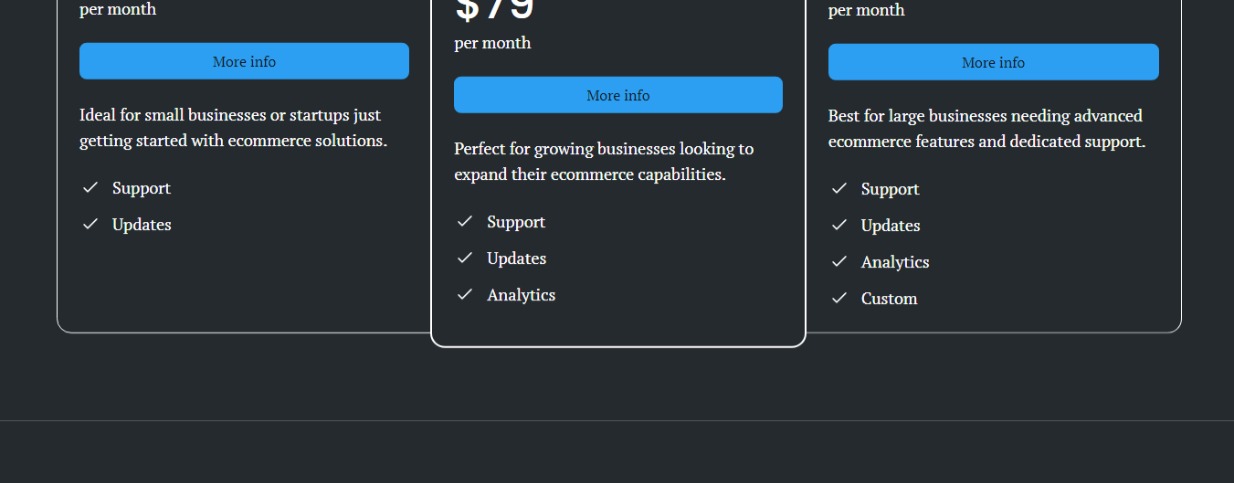 per month
More info
Ideal for small businesses or startups just
getting started with ecommerce solutions.
Support
Updates
$79
per month
More info
Perfect for growing businesses looking to
expand their ecommerce capabilities.
Support
Updates
Analytics
per month
More info
Best for large businesses needing advanced
ecommerce features and dedicated support.
Support
Updates
Analytics
Custom